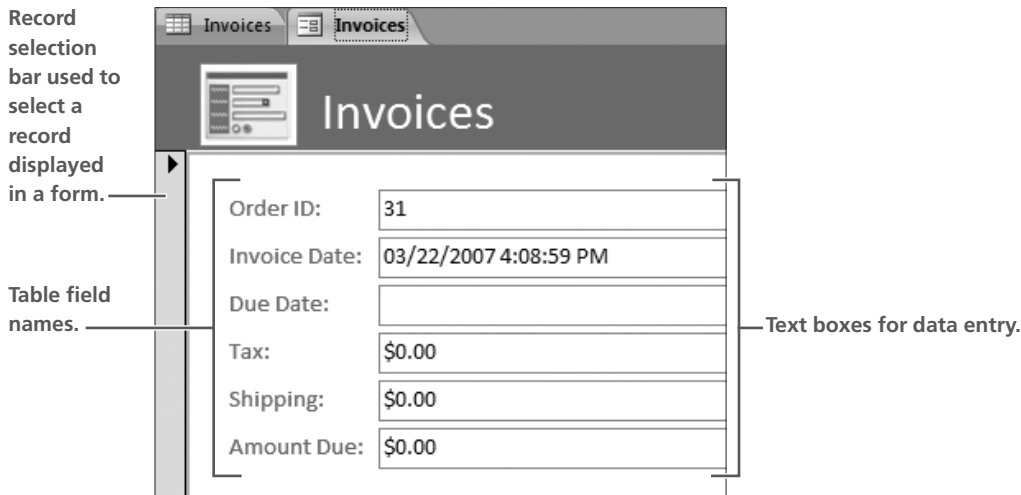 Record
selection
bar used to
select a
record
displayed
in a form.
Table field
names.
Invoices Invoices
Invoices
Order ID: 31
Invoice Date: 03/22/2007 4:08:59 PM
Due Date:
Tax: $0.00
Shipping: $0.00
Amount Due: $0.00
Text boxes for data entry.